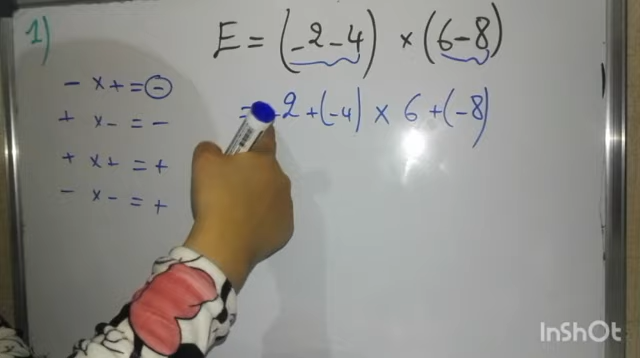 1)
E = (-2-4) × (6-8)
- × + = -
= -2 + (-4) × 6 + (-8)
+ × - = -
+ × + = +
- × - = +
InShOt